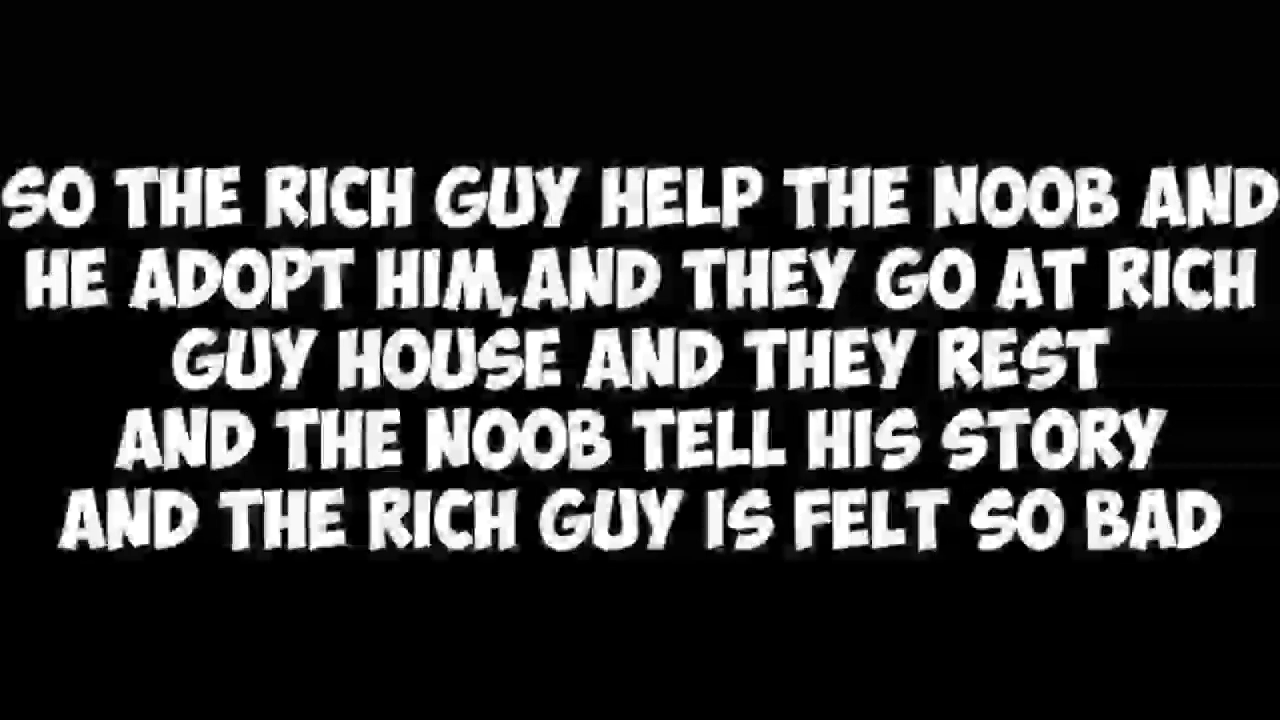 SO THE RICH GUY HELP THE NOOB AND
HE ADOPT HIM,AND THEY GO AT RICH
GUY HOUSE AND THEY REST
AND THE NOOB TELL HIS STORY
AND THE RICH GUY IS FELT SO BAD